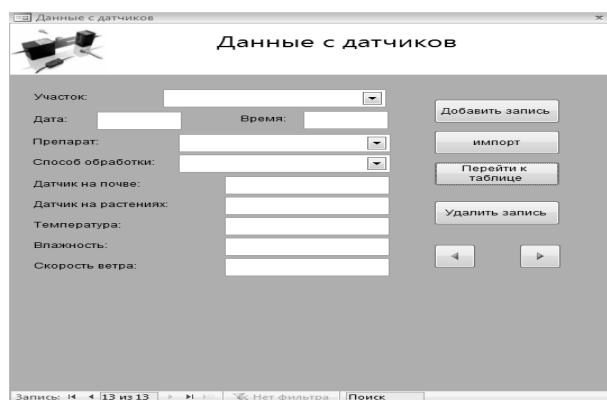 Данные с датчиков
Данные с датчиков
Участок:
Дата: Время:
Препарат:
Способ обработки:
Датчик на почве:
Датчик на растениях:
Температура:
Влажность:
Скорость ветра:
Добавить запись
импорт
Перейти к
таблице
Удалить запись
Запись: 13 из 13 Нет фильтра Поиск